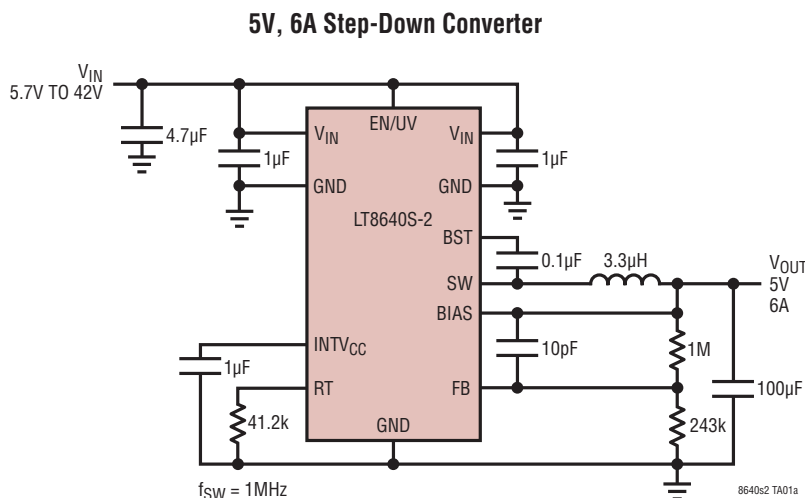 5V, 6A Step-Down Converter
VIN
5.7V TO 42V
4.7µF
1µF
VIN
EN/UV
VIN
1µF
GND
GND
LT8640S-2
BST
0.1µF
3.3µH
VOUT
5V
6A
SW
BIAS
INTVCC
1µF
10pF
1M
RT
FB
100µF
41.2k
GND
243k
fSW = 1MHz
8640s2 TA01a